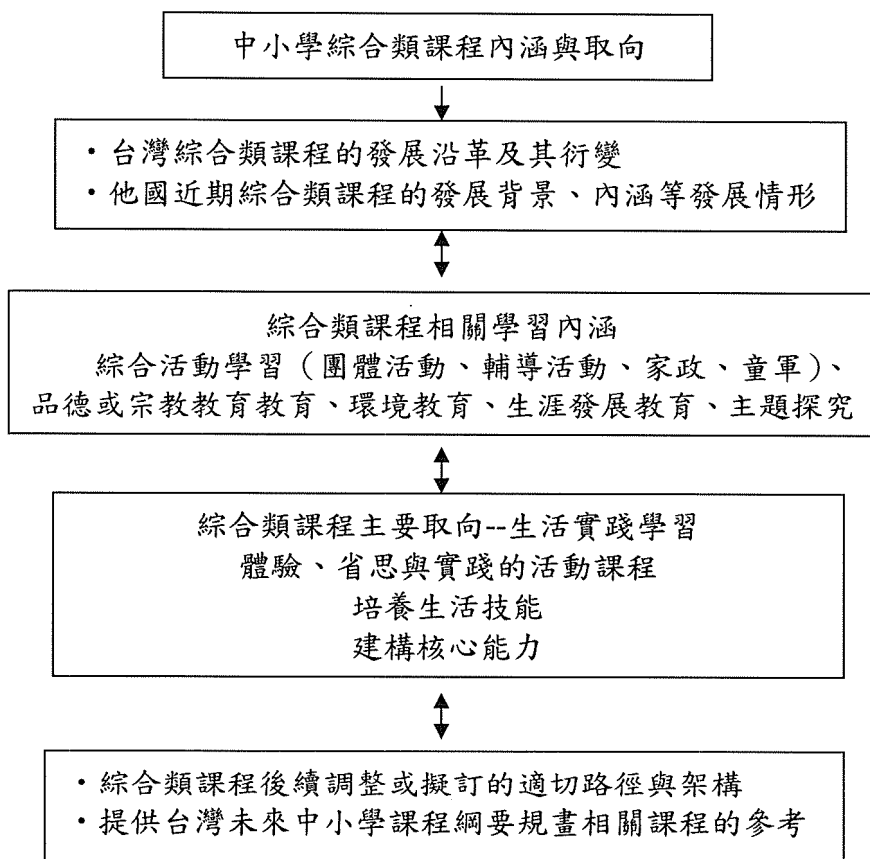 中小學綜合類課程內涵與取向
・台灣綜合類課程的發展沿革及其衍變
・他國近期綜合類課程的發展背景、內涵等發展情形
綜合類課程相關學習內涵
綜合活動學習（團體活動、輔導活動、家政、童軍）、
品德或宗教教育教育、環境教育、生涯發展教育、主題探究
綜合類課程主要取向--生活實踐學習
體驗、省思與實踐的活動課程
培養生活技能
建構核心能力
・綜合類課程後續調整或擬訂的適切路徑與架構
・提供台灣未來中小學課程綱要規畫相關課程的參考